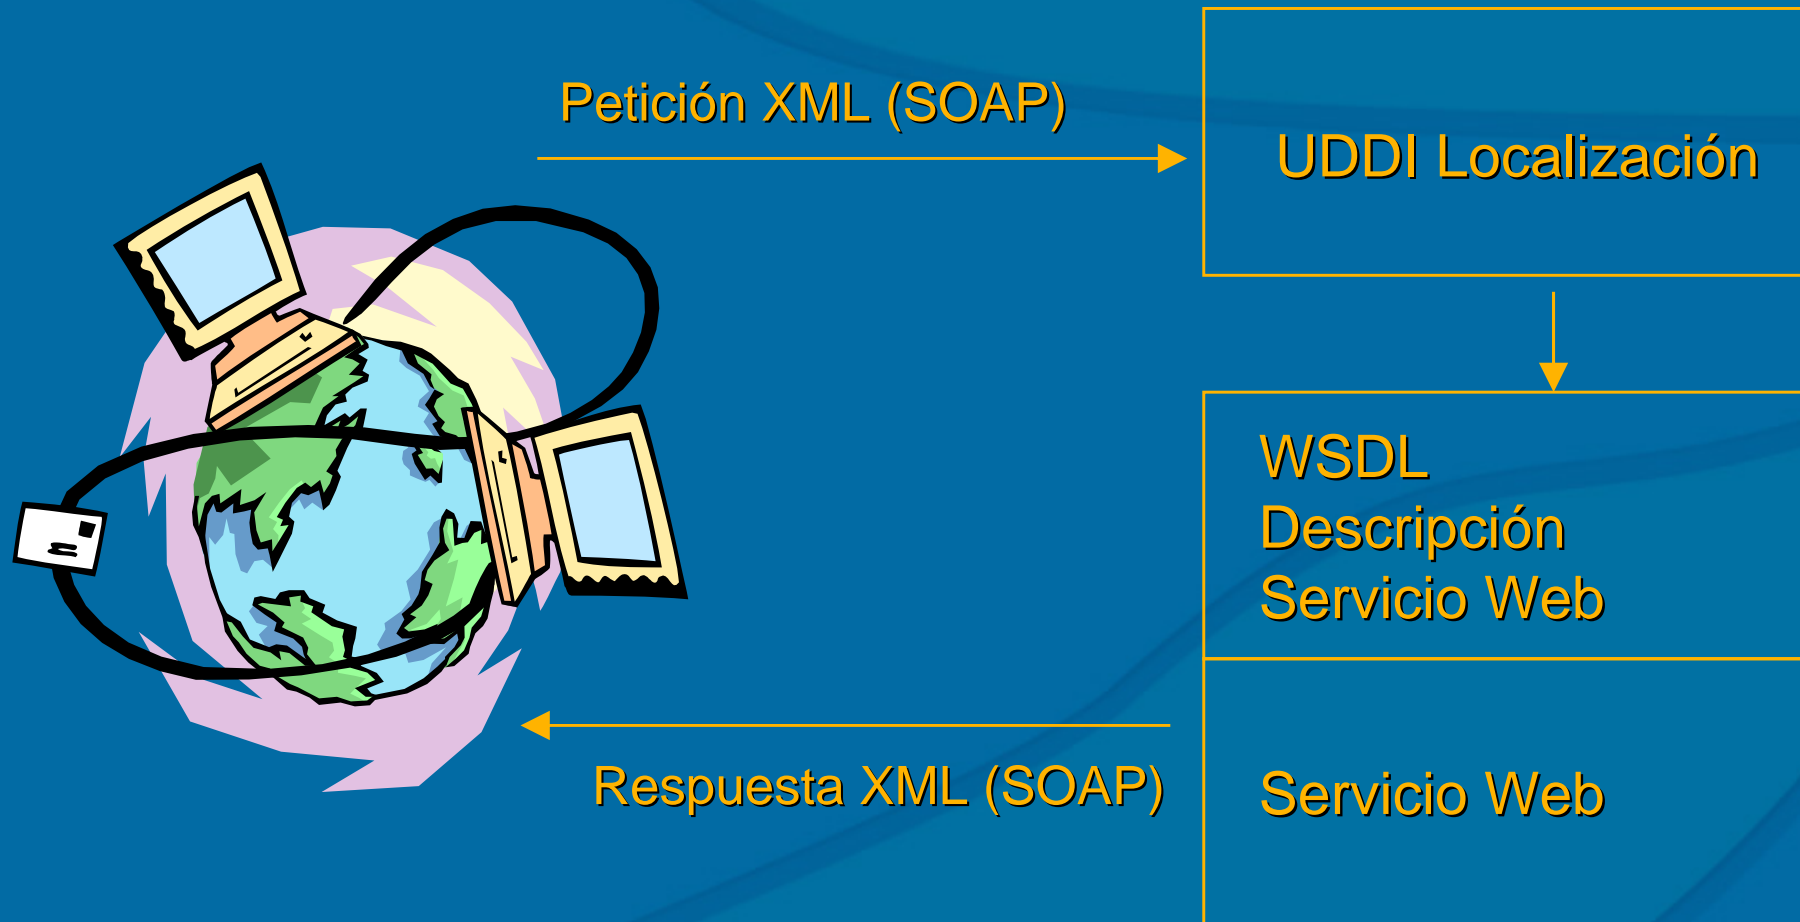 Petición XML (SOAP)
UDDI Localización
WSDL
Descripción
Servicio Web
Respuesta XML (SOAP)
Servicio Web